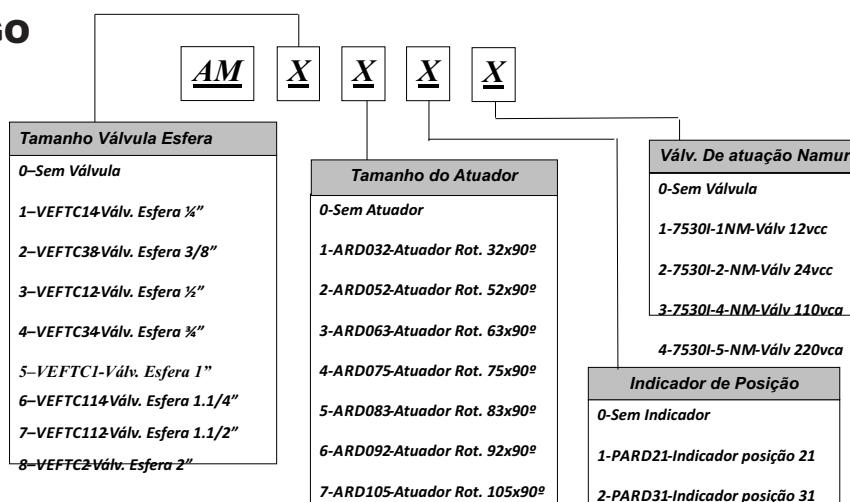 GO
AM X X X X
Tamanho Válvula Esfera
0–Sem Válvula
1–VEFTC14-Válv. Esfera ¼”
2–VEFTC38-Válv. Esfera 3/8”
3–VEFTC12-Válv. Esfera ½”
4–VEFTC34-Válv. Esfera ¾”
5–VEFTC1-Válv. Esfera 1”
6–VEFTC114-Válv. Esfera 1.1/4”
7–VEFTC112-Válv. Esfera 1.1/2”
8–VEFTC2-Válv. Esfera 2”
Tamanho do Atuador
0-Sem Atuador
1-ARD032-Atuador Rot. 32x90º
2-ARD052-Atuador Rot. 52x90º
3-ARD063-Atuador Rot. 63x90º
4-ARD075-Atuador Rot. 75x90º
5-ARD083-Atuador Rot. 83x90º
6-ARD092-Atuador Rot. 92x90º
7-ARD105-Atuador Rot. 105x90º
Válv. De atuação Namur
0-Sem Válvula
1-7530I-1NM-Válv 12vcc
2-7530I-2-NM-Válv 24vcc
3-7530I-4-NM-Válv 110vca
4-7530I-5-NM-Válv 220vca
Indicador de Posição
0-Sem Indicador
1-PARD21-Indicador posição 21
2-PARD31-Indicador posição 31